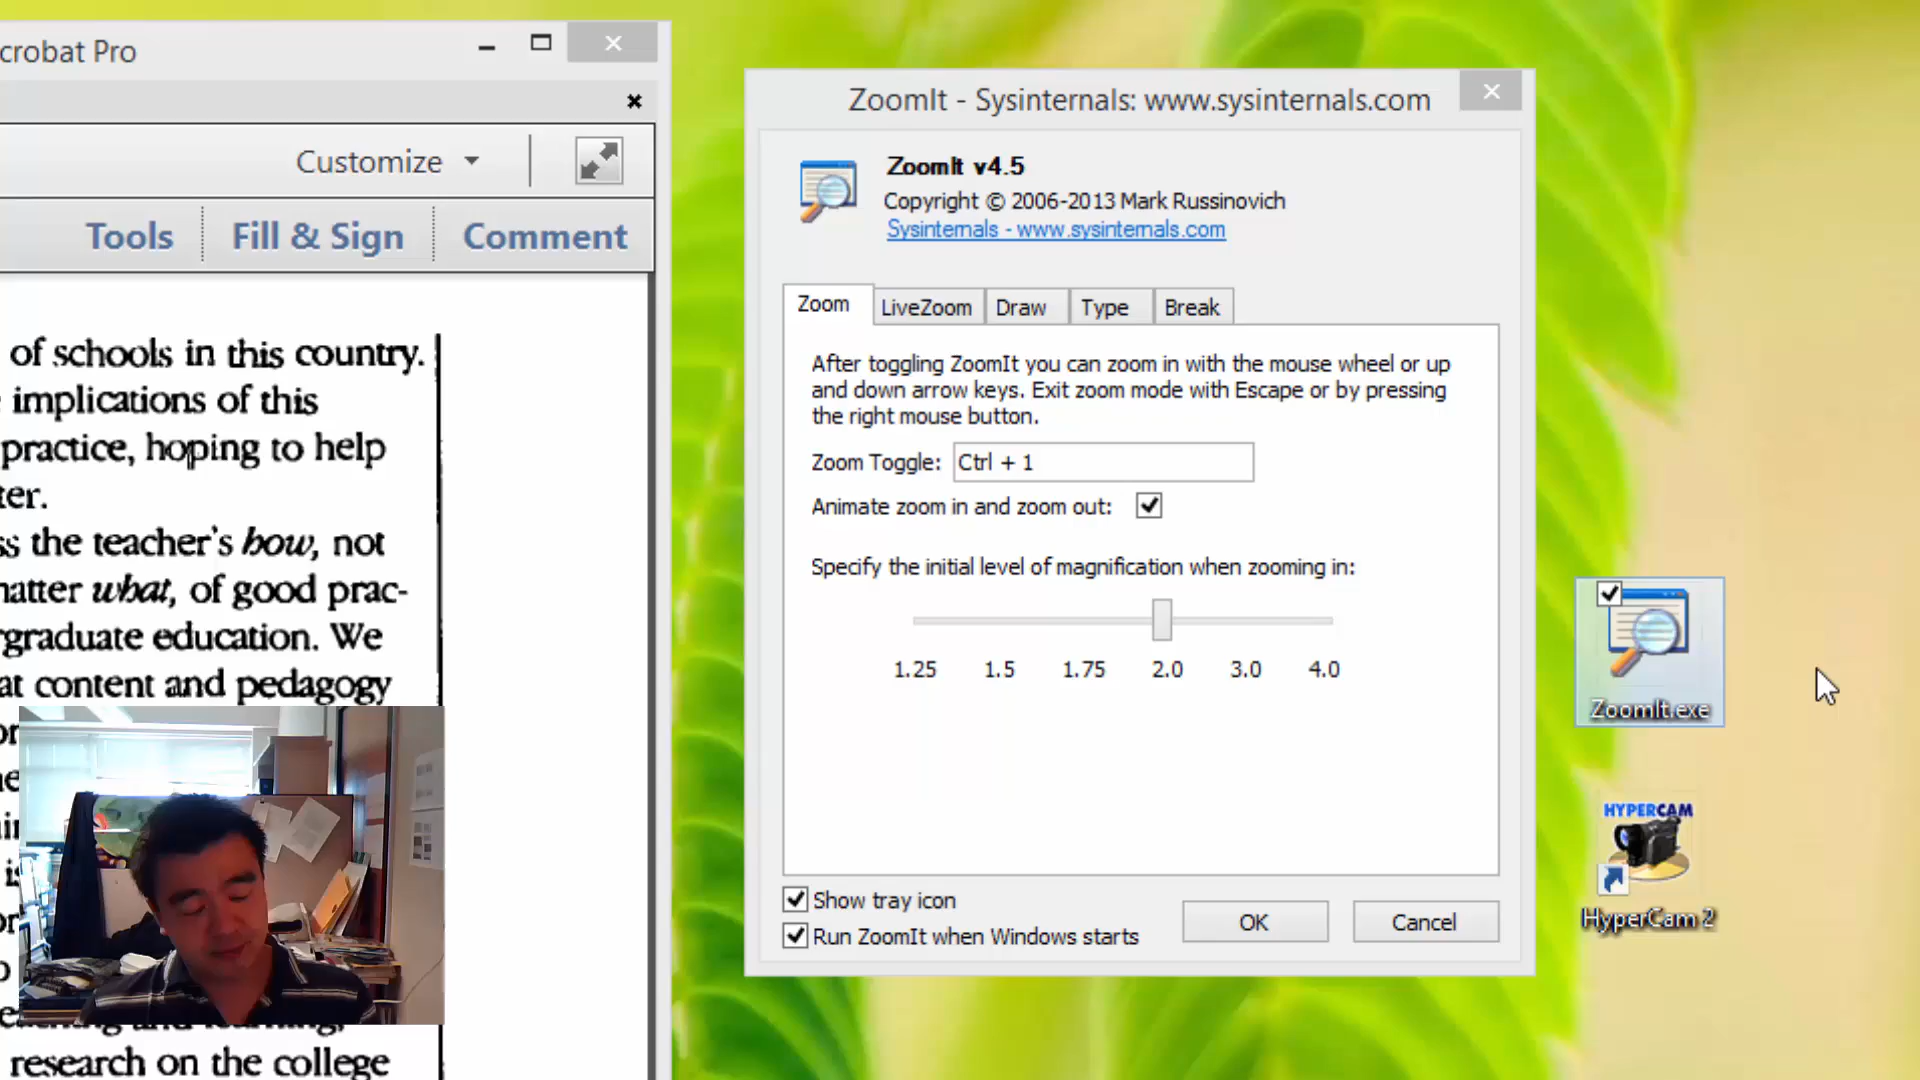 crobat Pro
Customize
Tools
Fill & Sign
Comment
of schools in this country.
implications of this
practice, hoping to help
ter.
ss the teacher's how, not
natter what, of good prac-
rgraduate education. We
at content and pedagogy
research on the college
ZoomIt - Sysinternals: www.sysinternals.com
ZoomIt v4.5
Copyright © 2006-2013 Mark Russinovich
Sysinternals - www.sysinternals.com
Zoom
LiveZoom
Draw
Type
Break
After toggling ZoomIt you can zoom in with the mouse wheel or up
and down arrow keys. Exit zoom mode with Escape or by pressing
the right mouse button.
Zoom Toggle: Ctrl + 1
Animate zoom in and zoom out:
Specify the initial level of magnification when zooming in:
1.25 1.5 1.75 2.0 3.0 4.0
Show tray icon
Run ZoomIt when Windows starts
OK
Cancel
ZoomIt.exe
HYPERCAM
HyperCam 2